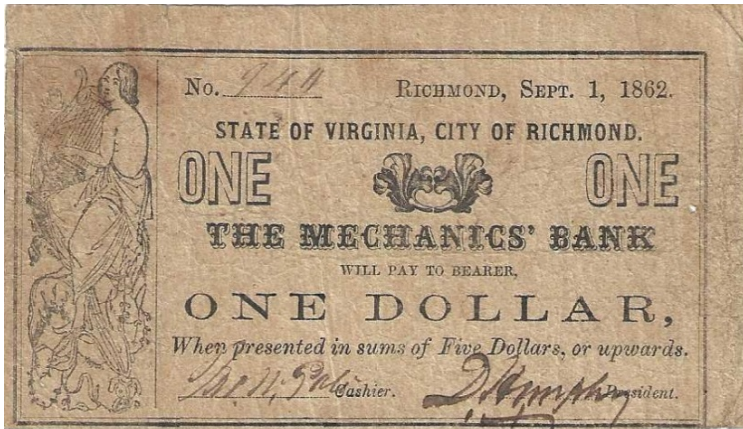 No. 940 RICHMOND, SEPT. 1, 1862.
STATE OF VIRGINIA, CITY OF RICHMOND.
ONE ONE
THE MECHANICS' BANK
WILL PAY TO BEARER,
ONE DOLLAR,
When presented in sums of Five Dollars, or upwards.
Cashier. President.